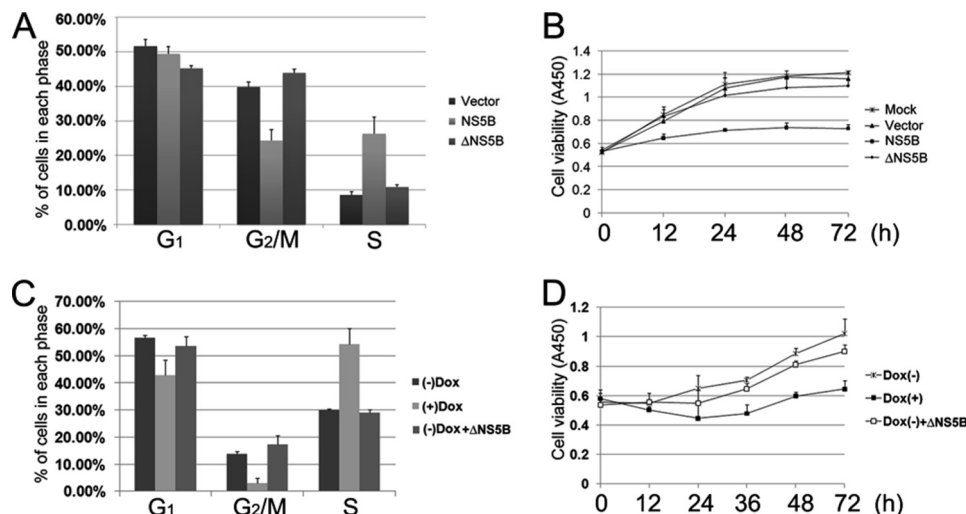 A
% of cells in each phase
60.00%
50.00%
40.00%
30.00%
20.00%
10.00%
0.00%
G1 G2/M S
Vector
NS5B
ΔNS5B
B
Cell viability (A450)
1.4
1.2
1
0.8
0.6
0.4
0.2
0
0 12 24 48 72 (h)
Mock
Vector
NS5B
ΔNS5B
C
% of cells in each phase
70.00%
60.00%
50.00%
40.00%
30.00%
20.00%
10.00%
0.00%
G1 G2/M S
(-)Dox
(+)Dox
(-)Dox+ΔNS5B
D
Cell viability (A450)
1.2
1
0.8
0.6
0.4
0.2
0
0 12 24 36 48 72 (h)
Dox(-)
Dox(+)
Dox(-)+ΔNS5B